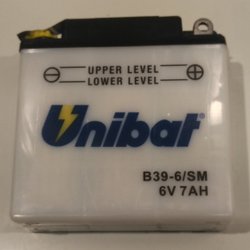 UPPER LEVEL
LOWER LEVEL
Unibat
B39-6/SM
6V 7AH